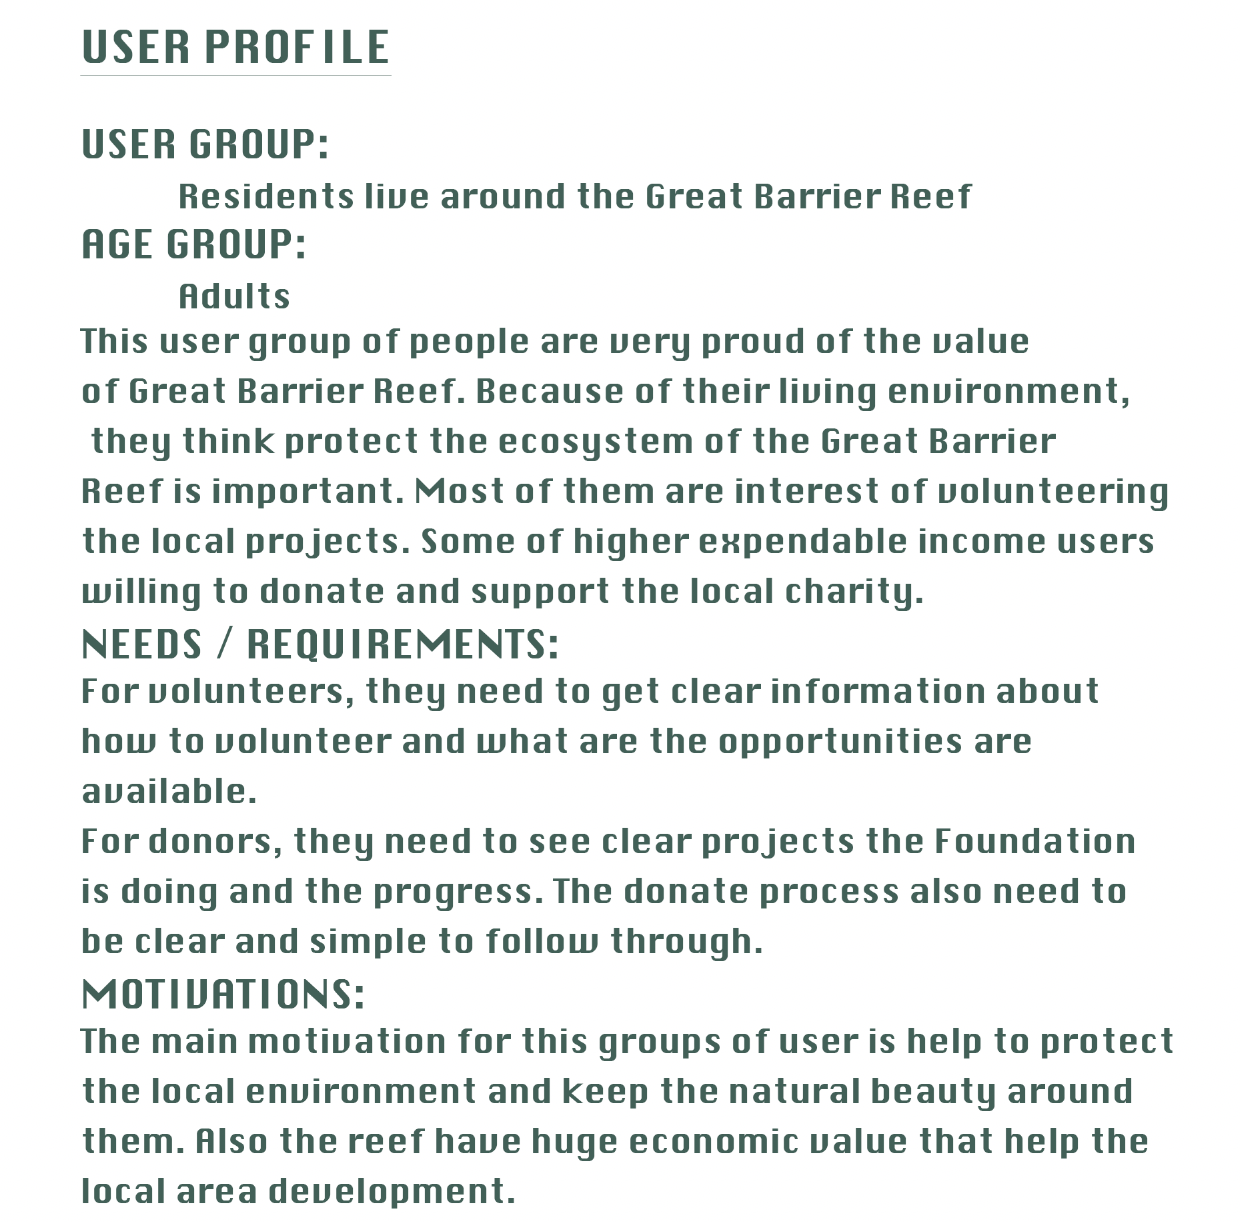 USER PROFILE
USER GROUP:
Residents live around the Great Barrier Reef
AGE GROUP:
Adults
This user group of people are very proud of the value
of Great Barrier Reef. Because of their living environment,
they think protect the ecosystem of the Great Barrier
Reef is important. Most of them are interest of volunteering
the local projects. Some of higher expendable income users
willing to donate and support the local charity.
NEEDS / REQUIREMENTS:
For volunteers, they need to get clear information about
how to volunteer and what are the opportunities are
available.
For donors, they need to see clear projects the Foundation
is doing and the progress. The donate process also need to
be clear and simple to follow through.
MOTIVATIONS:
The main motivation for this groups of user is help to protect
the local environment and keep the natural beauty around
them. Also the reef have huge economic value that help the
local area development.